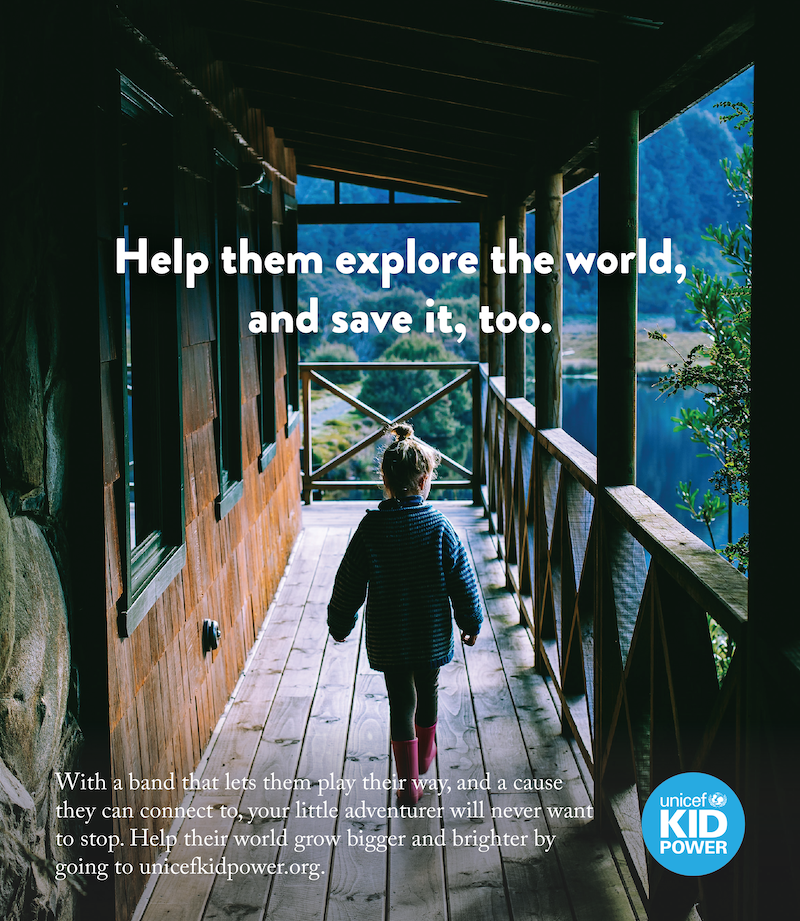 Help them explore the world,
and save it, too.
With a band that lets them play their way, and a cause
they can connect to, your little adventurer will never want
to stop. Help their world grow bigger and brighter by
going to unicefkidpower.org.
unicef
KID
POWER